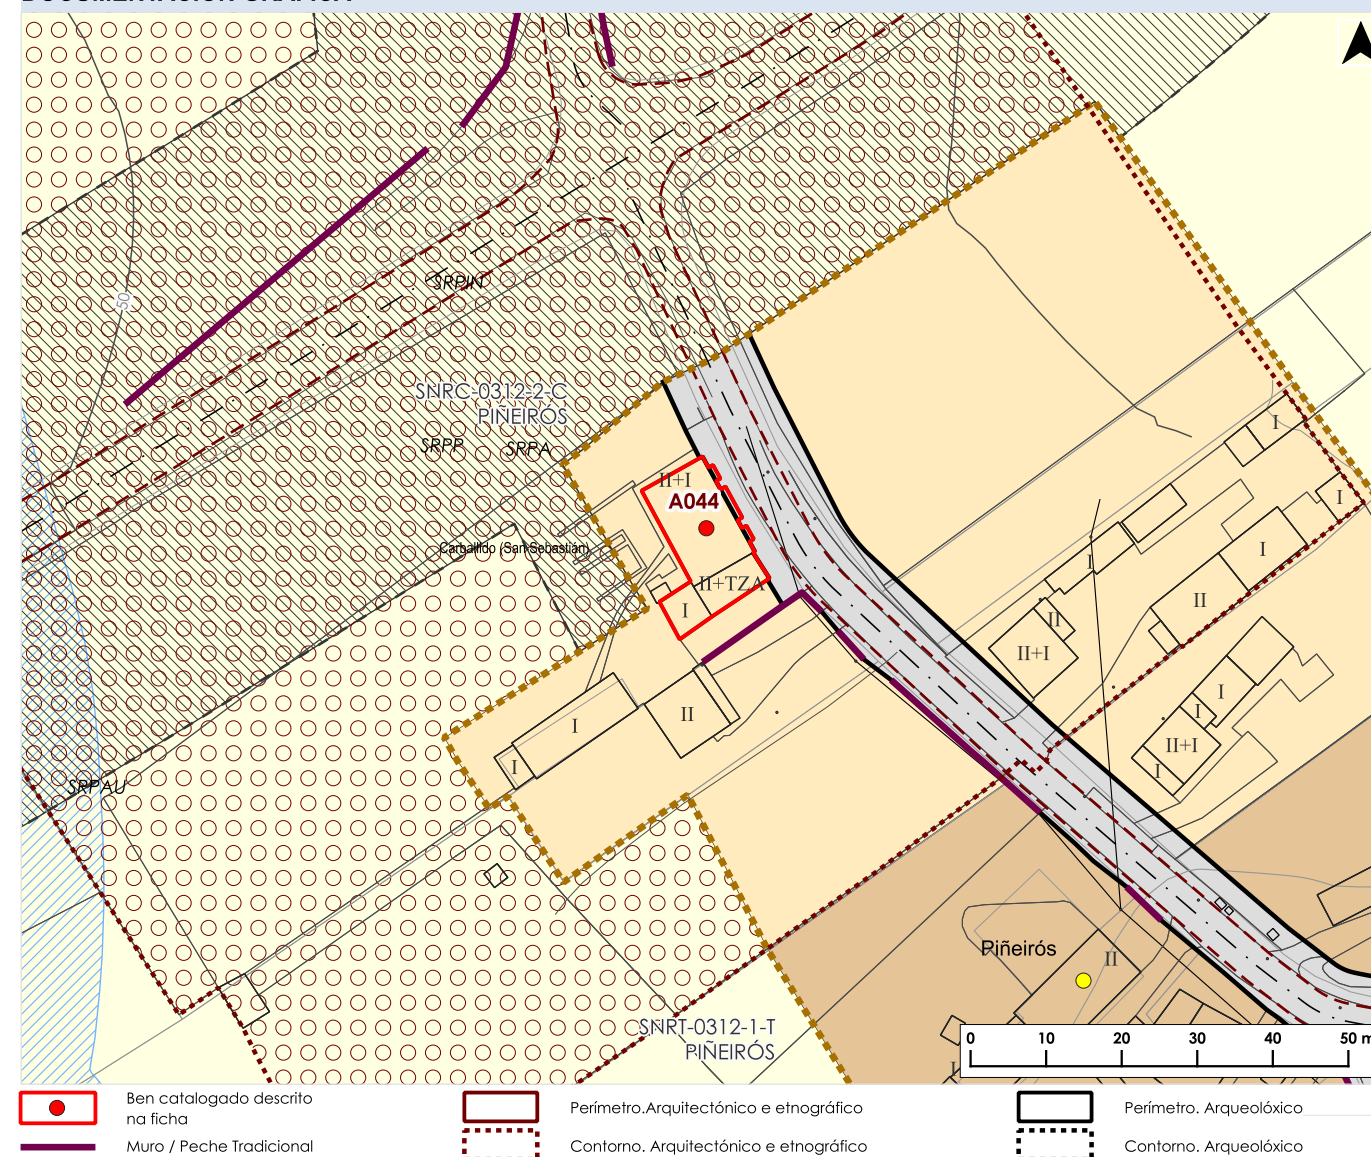 50
SRPIN
SNRC-0312-2-C
PIÑEIRÓS
SRPP
SRPA
I
II+I
A044
I
Carballido (San Sebastián)
I
I
II+TZA
I
II
II
II+I
I
I
II
I
II+I
I
I
SRPAU
Piñeirós
II
SNRT-0312-1-T
PIÑEIRÓS
I
0 10 20 30 40 50 m
Ben catalogado descrito
na ficha
Perímetro.Arquitectónico e etnográfico
Perímetro. Arqueolóxico
Muro / Peche Tradicional
Contorno. Arquitectónico e etnográfico
Contorno. Arqueolóxico